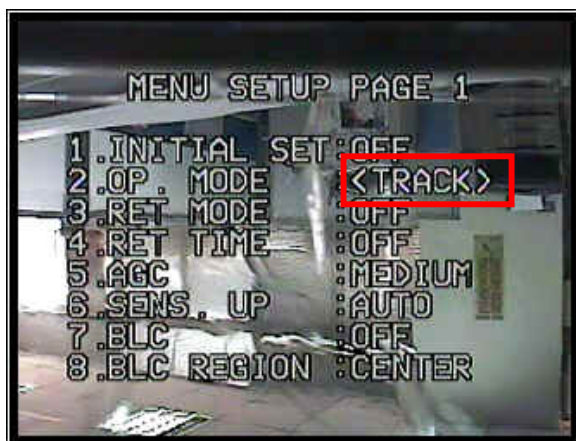 MENU SETUP PAGE 1
1.INITIAL SET:OFF
2.OP. MODE :<TRACK>
3.RET MODE :OFF
4.RET TIME :OFF
5.AGC :MEDIUM
6.SENS. UP :AUTO
7.BLC :OFF
8.BLC REGION :CENTER